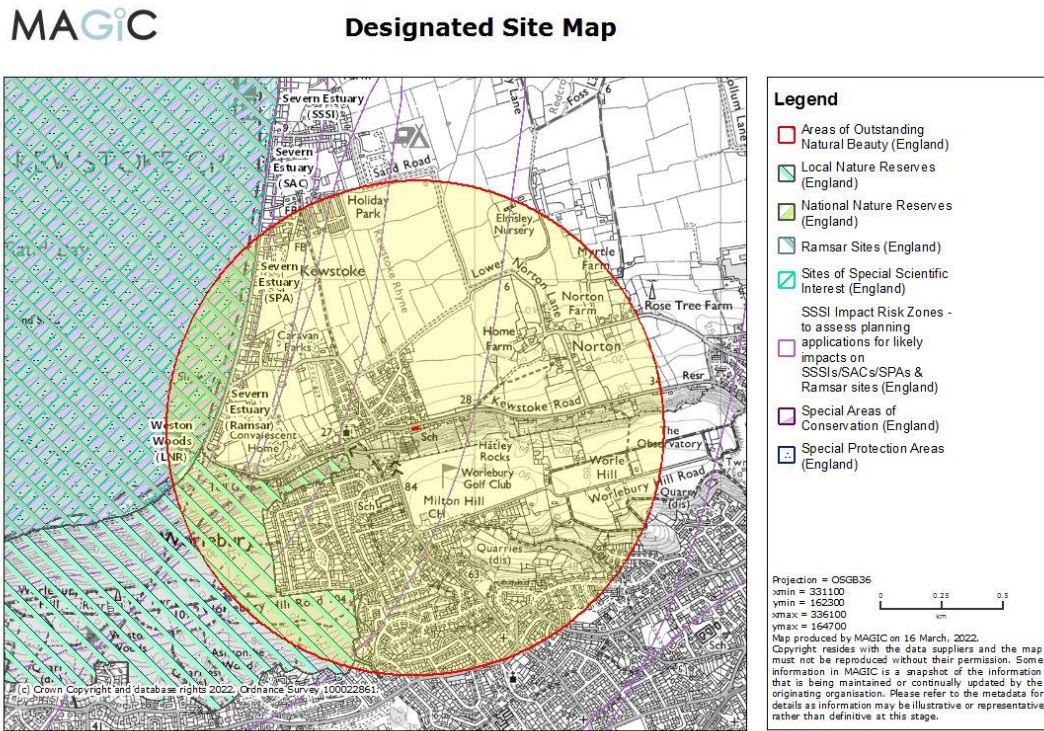 MAGiC
Designated Site Map
Severn Estuary
(SSSI)
Severn
Estuary
(SAC)
Sand Road
Foss Lane
6
Holiday
Park
FB
Kewstoke Rhyne
Elmsley
Nursery
FB
Kewstoke
Myrtle
Farm
Severn
Estuary
(SPA)
Lower Norton Lane
6
Norton
Farm
Rose Tree Farm
Home
Farm
Norton
Caravan
Parks
Resr
34
28
Kewstoke Road
Severn
Estuary
(Ramsar)
Weston
Woods
(LNR)
Convalescent
Home
27
Sch
The
Observatory
Hatley
Rocks
Worle
Hill
Worlebury
Golf Club
84
Milton Hill
CH
Worlebury Hill Road
Quarry
(dis)
Sch
Quarries
(dis)
63
Sch
41
(c) Crown Copyright and database rights 2022. Ordnance Survey 100022861.
Legend
Areas of Outstanding
Natural Beauty (England)
Local Nature Reserves
(England)
National Nature Reserves
(England)
Ramsar Sites (England)
Sites of Special Scientific
Interest (England)
SSSI Impact Risk Zones -
to assess planning
applications for likely
impacts on
SSSIs/SACs/SPAs &
Ramsar sites (England)
Special Areas of
Conservation (England)
Special Protection Areas
(England)
Projection = OSGB36
xmin = 331100
ymin = 162300
xmax = 336100
ymax = 164700
0 0.25 0.5
km
Map produced by MAGIC on 16 March, 2022.
Copyright resides with the data suppliers and the map
must not be reproduced without their permission. Some
information in MAGIC is a snapshot of the information
that is being maintained or continually updated by the
originating organisation. Please refer to the metadata for
details as information may be illustrative or representative
rather than definitive at this stage.